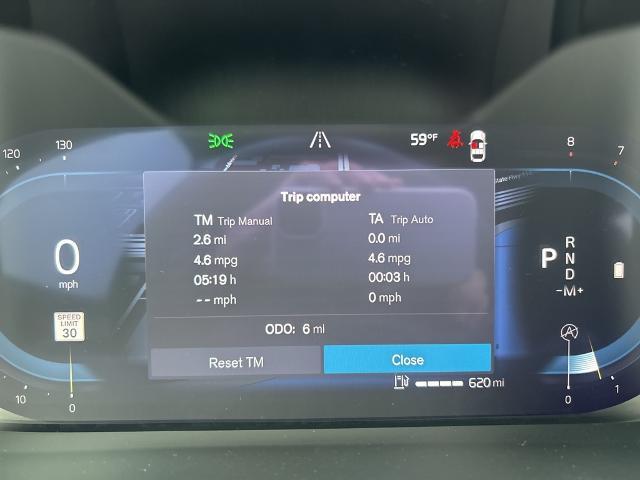 59°F
120
130
8
7
State Hwy
Trip computer
TM Trip Manual
TA Trip Auto
2.6 mi
0.0 mi
4.6 mpg
4.6 mpg
05:19 h
00:03 h
-- mph
0 mph
ODO: 6 mi
Reset TM
Close
0
mph
SPEED
LIMIT
30
P
R
N
D
-M+
A
620 mi
10
0
0
1